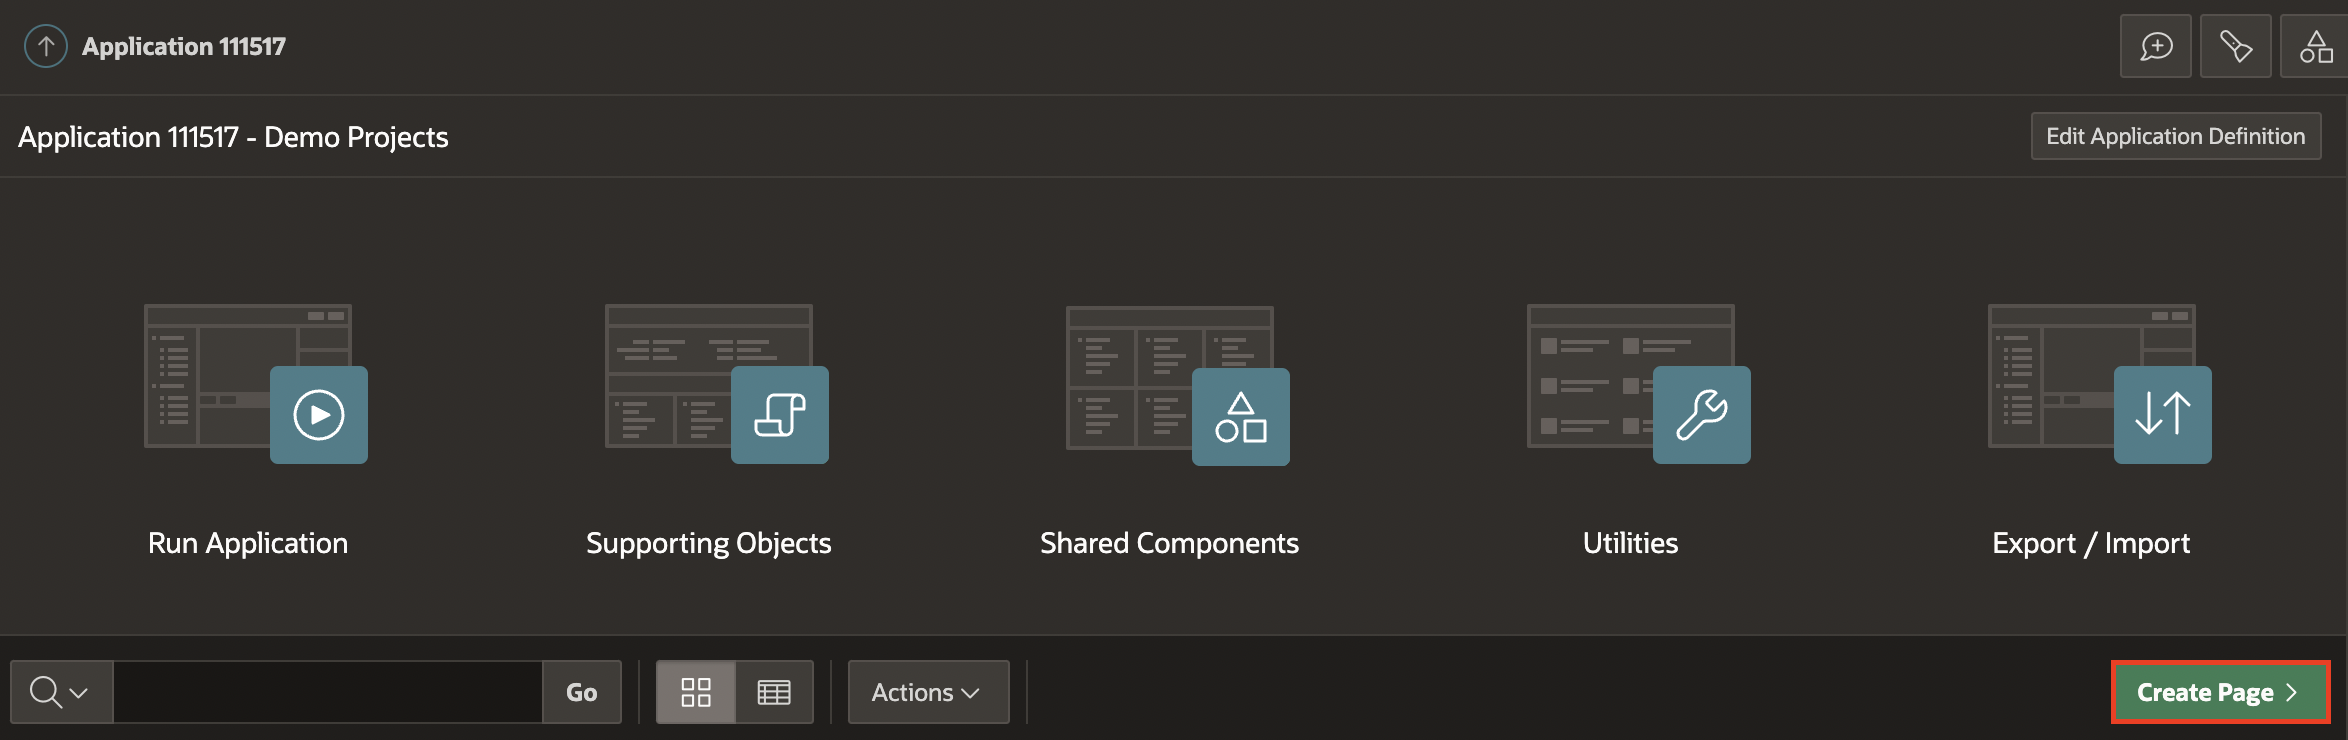 Application 111517
Application 111517 - Demo Projects
Edit Application Definition
Run Application
Supporting Objects
Shared Components
Utilities
Export / Import
Go
Actions
Create Page